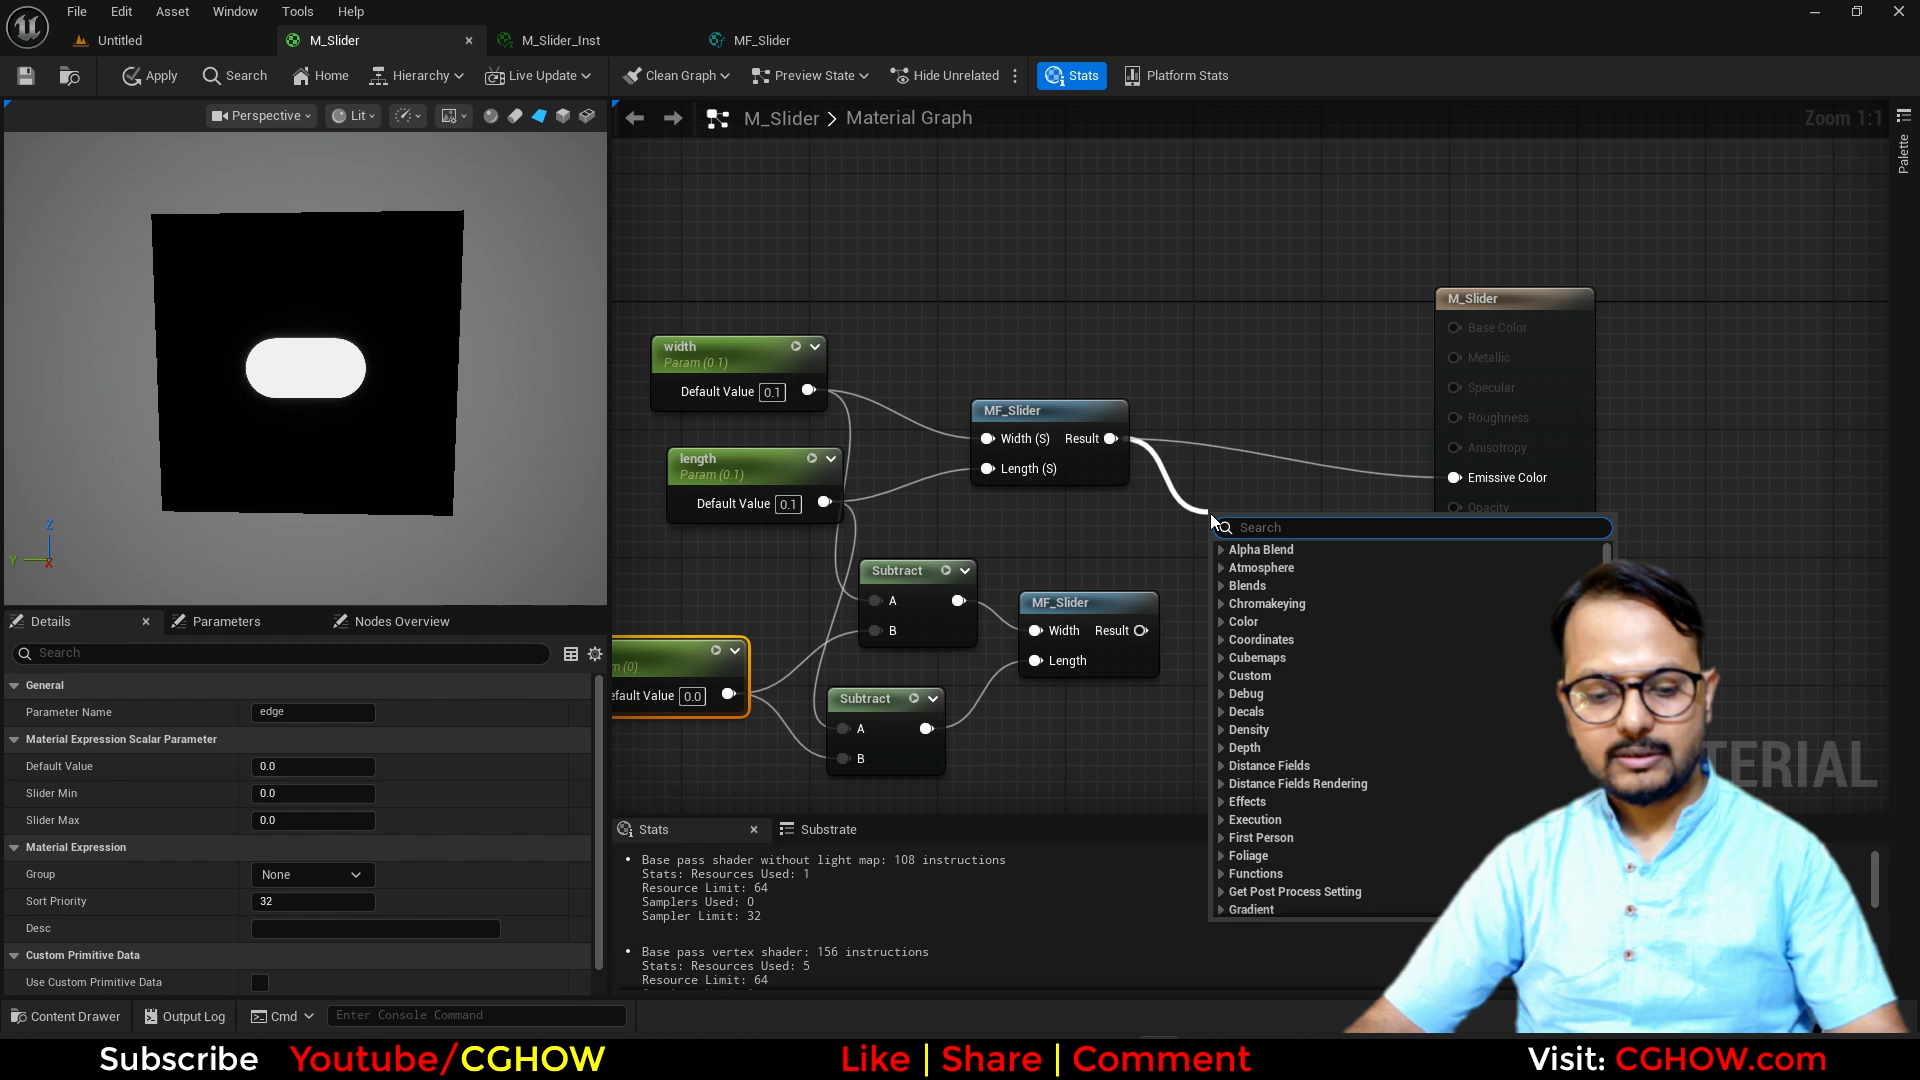 File Edit Asset Window Tools Help
Untitled M_Slider M_Slider_Inst MF_Slider
Apply Search Home Hierarchy Live Update Clean Graph Preview State Hide Unrelated Stats Platform Stats
Perspective Lit
M_Slider > Material Graph
Zoom 1:1
Palette
M_Slider
Base Color
Metallic
Specular
Roughness
Anisotropy
Emissive Color
Opacity
width
Param (0.1)
Default Value 0.1
length
Param (0.1)
Default Value 0.1
MF_Slider
Width (S) Result
Length (S)
Subtract
A
B
MF_Slider
Width Result
Length
m (0)
efault Value 0.0
Subtract
A
B
Search
Alpha Blend
Atmosphere
Blends
Chromakeying
Color
Coordinates
Cubemaps
Custom
Debug
Decals
Density
Depth
Distance Fields
Distance Fields Rendering
Effects
Execution
First Person
Foliage
Functions
Get Post Process Setting
Gradient
TERIAL
Z
Y
X
Details Parameters Nodes Overview
Search
General
Parameter Name edge
Material Expression Scalar Parameter
Default Value 0.0
Slider Min 0.0
Slider Max 0.0
Material Expression
Group None
Sort Priority 32
Desc
Custom Primitive Data
Use Custom Primitive Data
Stats Substrate
Base pass shader without light map: 108 instructions
Stats: Resources Used: 1
Resource Limit: 64
Samplers Used: 0
Sampler Limit: 32
Base pass vertex shader: 156 instructions
Stats: Resources Used: 5
Resource Limit: 64
Content Drawer Output Log Cmd Enter Console Command
Subscribe Youtube/CGHOW Like | Share | Comment Visit: CGHOW.com